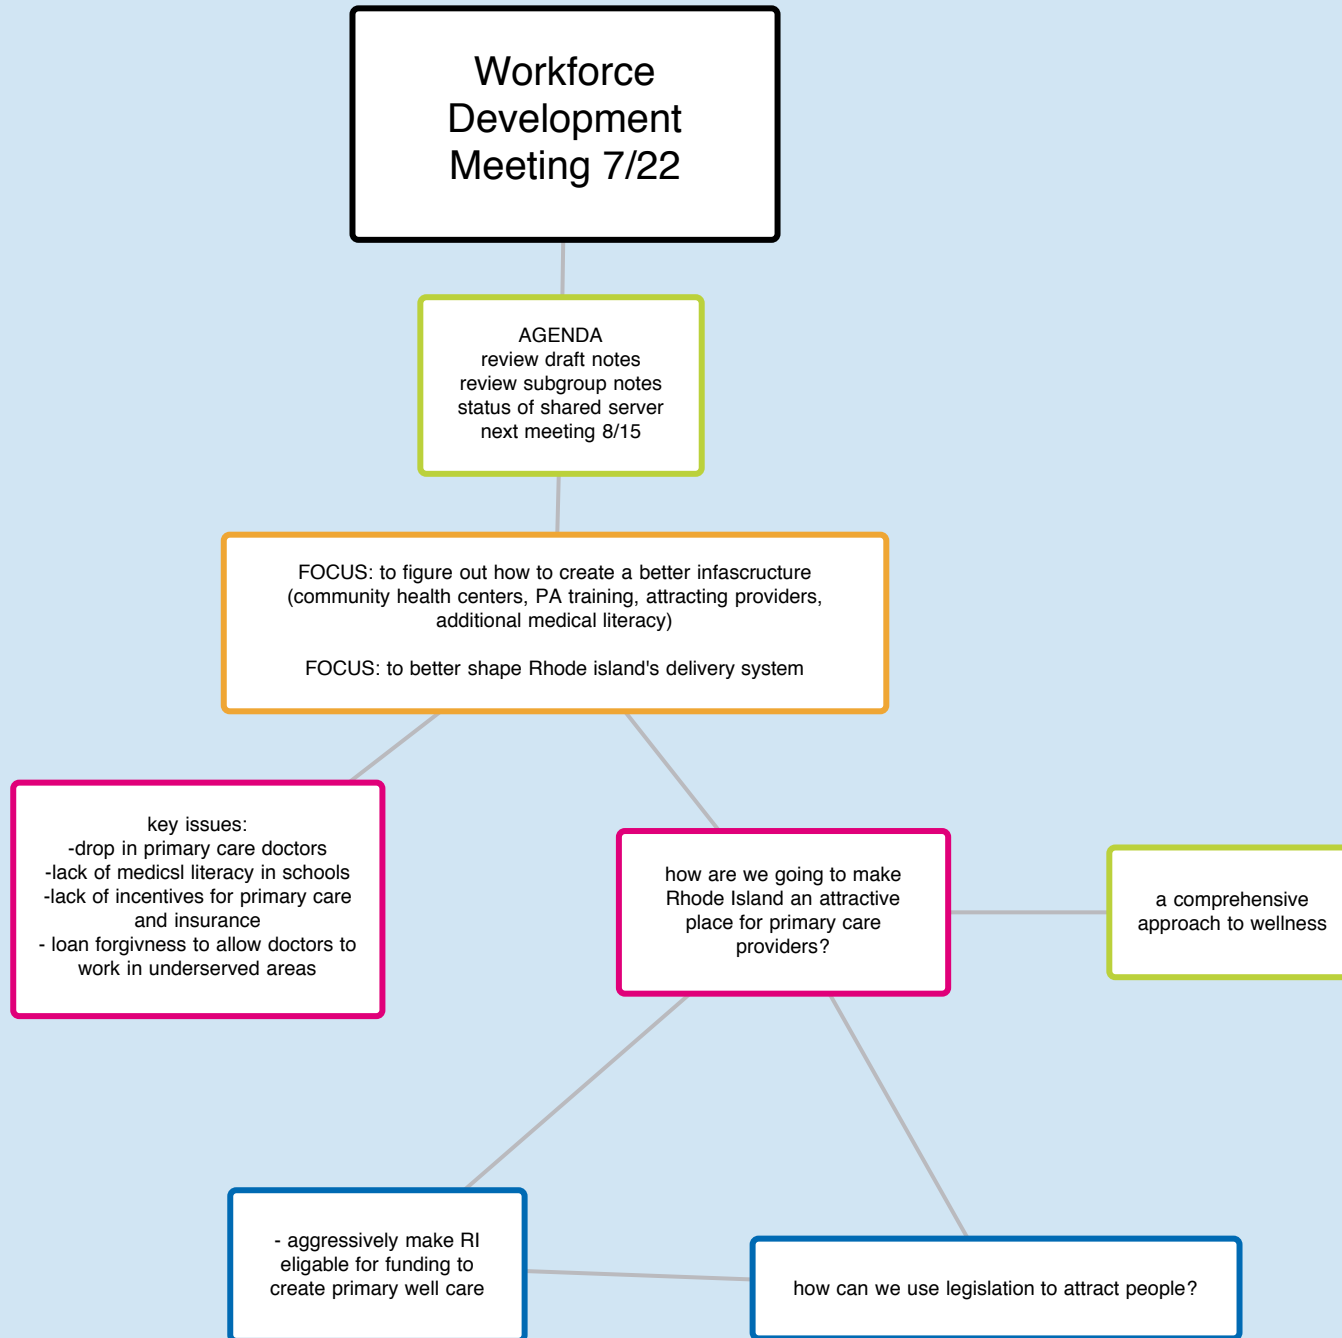 Workforce
Development
Meeting 7/22
AGENDA
review draft notes
review subgroup notes
status of shared server
next meeting 8/15
FOCUS: to figure out how to create a better infascructure
(community health centers, PA training, attracting providers,
additional medical literacy)
FOCUS: to better shape Rhode island's delivery system
key issues:
-drop in primary care doctors
-lack of medicsl literacy in schools
-lack of incentives for primary care
and insurance
- loan forgivness to allow doctors to
work in underserved areas
how are we going to make
Rhode Island an attractive
place for primary care
providers?
a comprehensive
approach to wellness
- aggressively make RI
eligable for funding to
create primary well care
how can we use legislation to attract people?